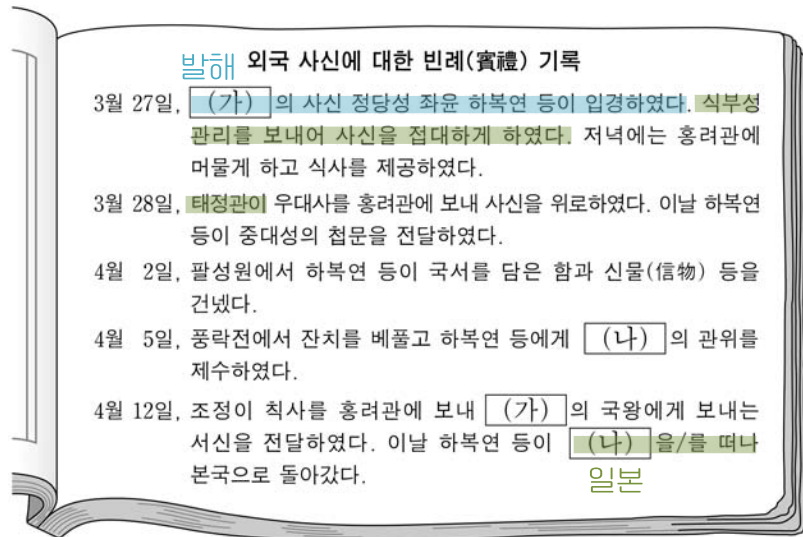 발해 외국 사신에 대한 빈례(賓禮) 기록
3월 27일, (가) 의 사신 정당성 좌윤 하복연 등이 입경하였다. 식부성
관리를 보내어 사신을 접대하게 하였다. 저녁에는 홍려관에
머물게 하고 식사를 제공하였다.
3월 28일, 태정관이 우대사를 홍려관에 보내 사신을 위로하였다. 이날 하복연
등이 중대성의 첩문을 전달하였다.
4월 2일, 팔성원에서 하복연 등이 국서를 담은 함과 신물(信物) 등을
건넸다.
4월 5일, 풍락전에서 잔치를 베풀고 하복연 등에게 (나) 의 관위를
제수하였다.
4월 12일, 조정이 칙사를 홍려관에 보내 (가) 의 국왕에게 보내는
서신을 전달하였다. 이날 하복연 등이 (나) 을/를 떠나
본국으로 돌아갔다. 일본